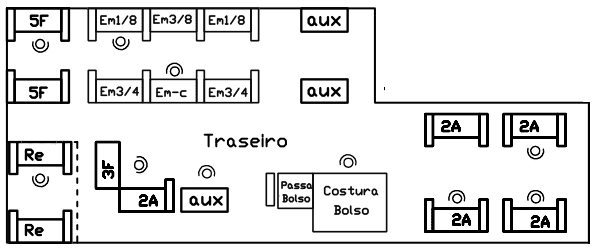 5F Em1/8 Em3/8 Em1/8 aux
5F Em3/4 Em-c Em3/4 aux
2A 2A
Traseiro
Re 3F
Passa
Bolso
Costura
Bolso
2A aux
2A 2A
Re